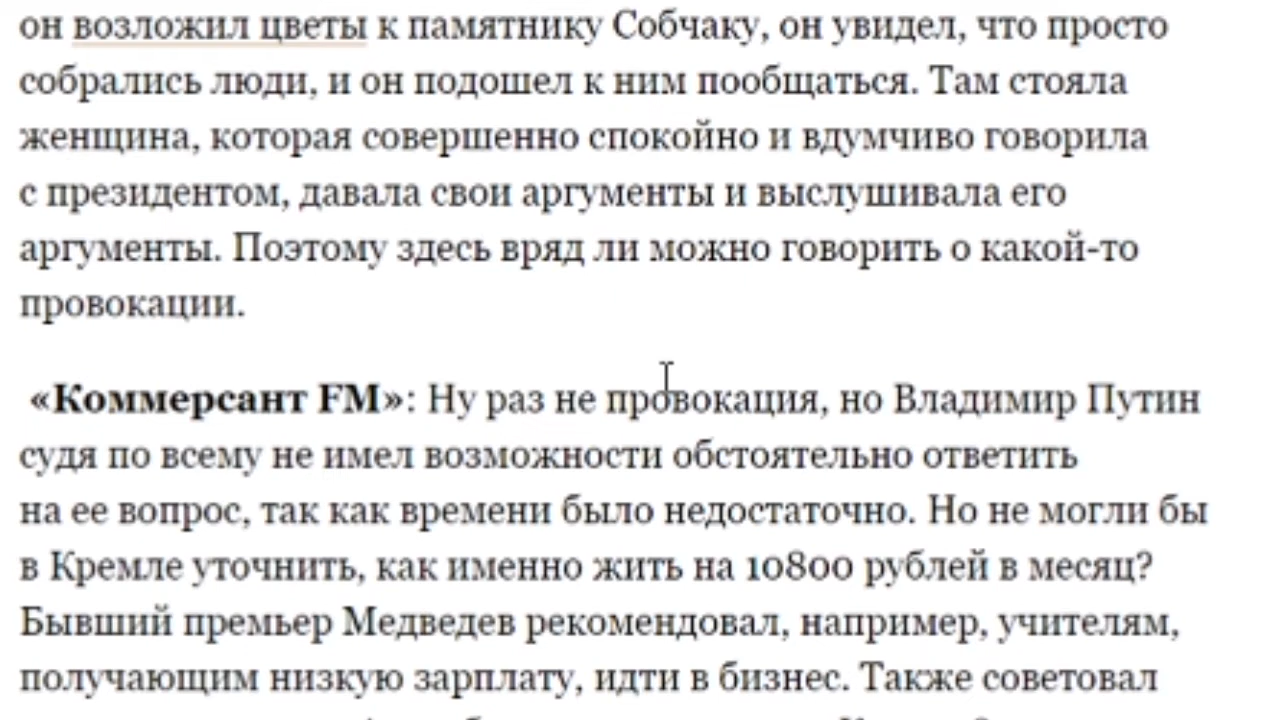 он возложил цветы к памятнику Собчаку, он увидел, что просто
собрались люди, и он подошел к ним пообщаться. Там стояла
женщина, которая совершенно спокойно и вдумчиво говорила
с президентом, давала свои аргументы и выслушивала его
аргументы. Поэтому здесь вряд ли можно говорить о какой-то
провокации.
«Коммерсант FM»: Ну раз не провокация, но Владимир Путин
судя по всему не имел возможности обстоятельно ответить
на ее вопрос, так как времени было недостаточно. Но не могли бы
в Кремле уточнить, как именно жить на 10800 рублей в месяц?
Бывший премьер Медведев рекомендовал, например, учителям,
получающим низкую зарплату, идти в бизнес. Также советовал